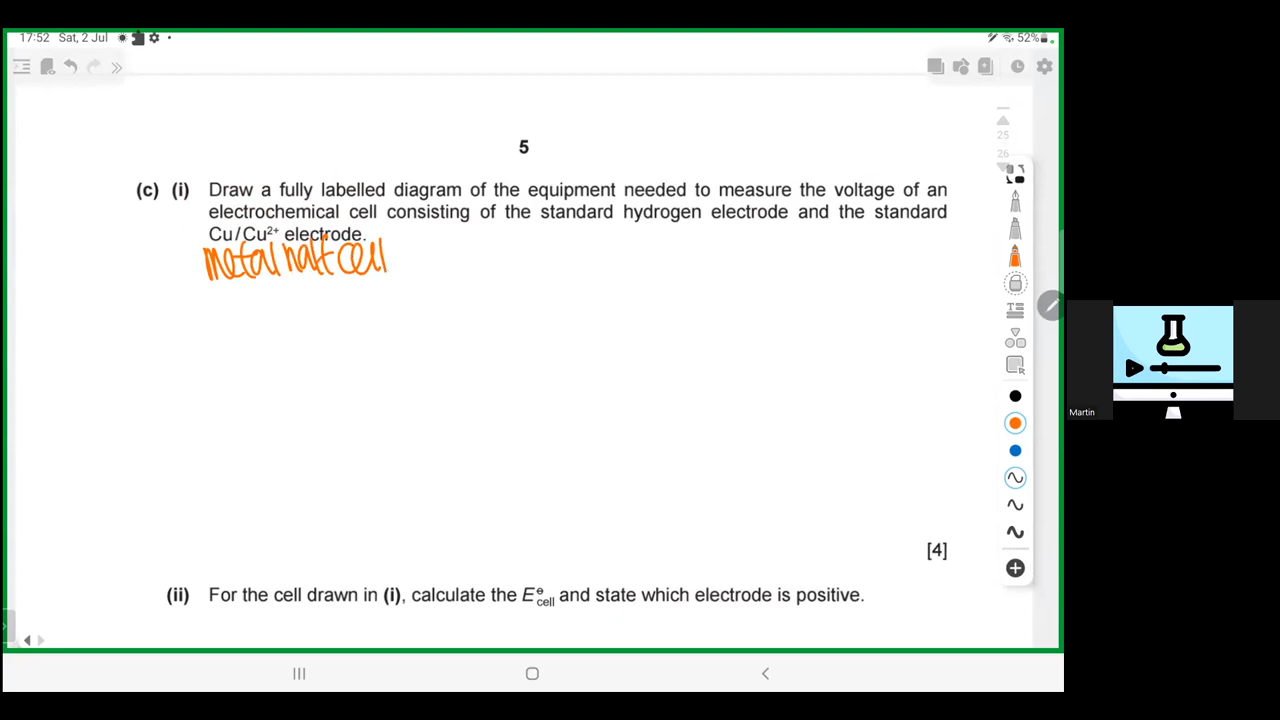 17:52 Sat, 2 Jul
52%
25
26
5
(c) (i) Draw a fully labelled diagram of the equipment needed to measure the voltage of an
electrochemical cell consisting of the standard hydrogen electrode and the standard
Cu/Cu²⁺ electrode.
metal half cell
[4]
(ii) For the cell drawn in (i), calculate the E⦵cell and state which electrode is positive.
Martin